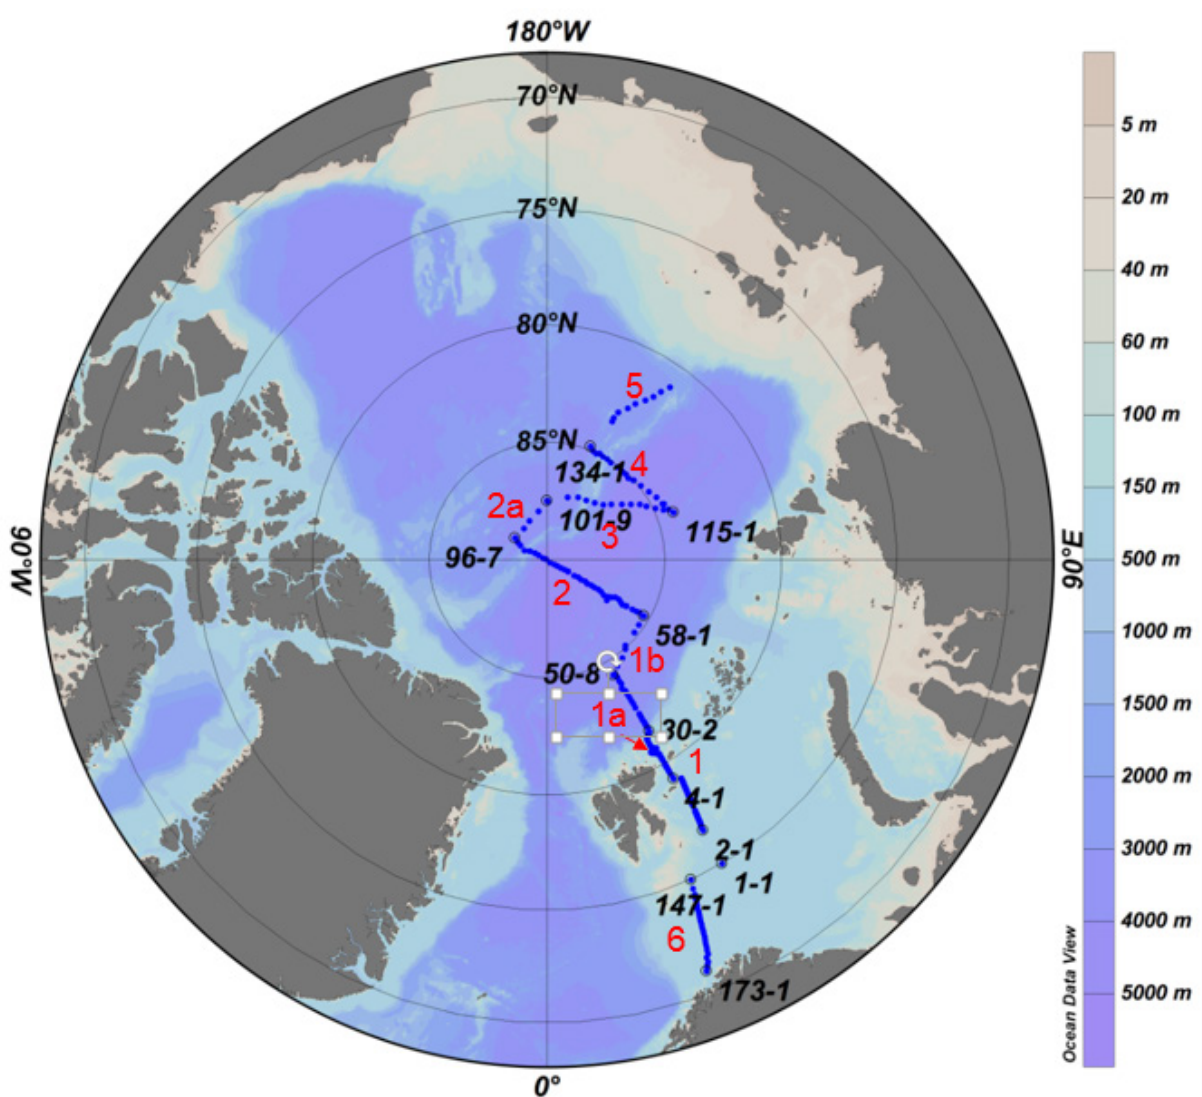 180°W
70°N
75°N
80°N
85°N
5
134-1
4
2a
101-9
3
115-1
96-7
90°W
90°E
2
58-1
1b
50-8
1a
30-2
1
4-1
2-1
1-1
147-1
6
173-1
0°
5 m
20 m
40 m
60 m
100 m
150 m
500 m
1000 m
1500 m
2000 m
3000 m
4000 m
5000 m
Ocean Data View